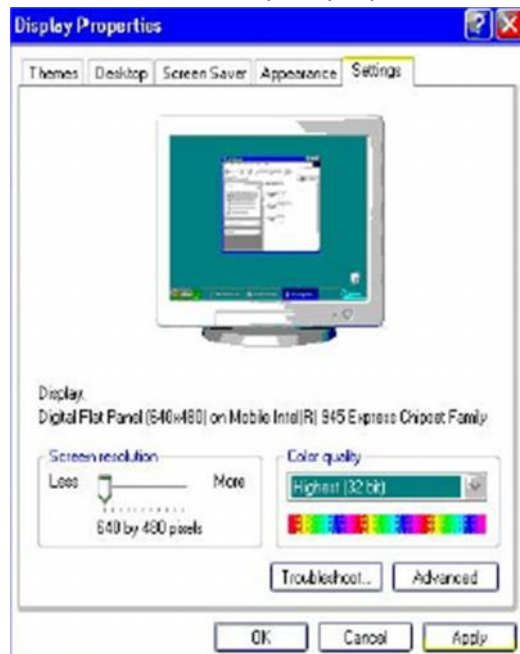 Display Properties
Themes Desktop Screen Saver Appearance Settings
Display:
Digital Flat Panel (640x480) on Mobile Intel(R) 945 Express Chipset Family
Screen resolution
Less More
640 by 480 pixels
Color quality
Highest (32 bit)
Troubleshoot... Advanced
OK Cancel Apply